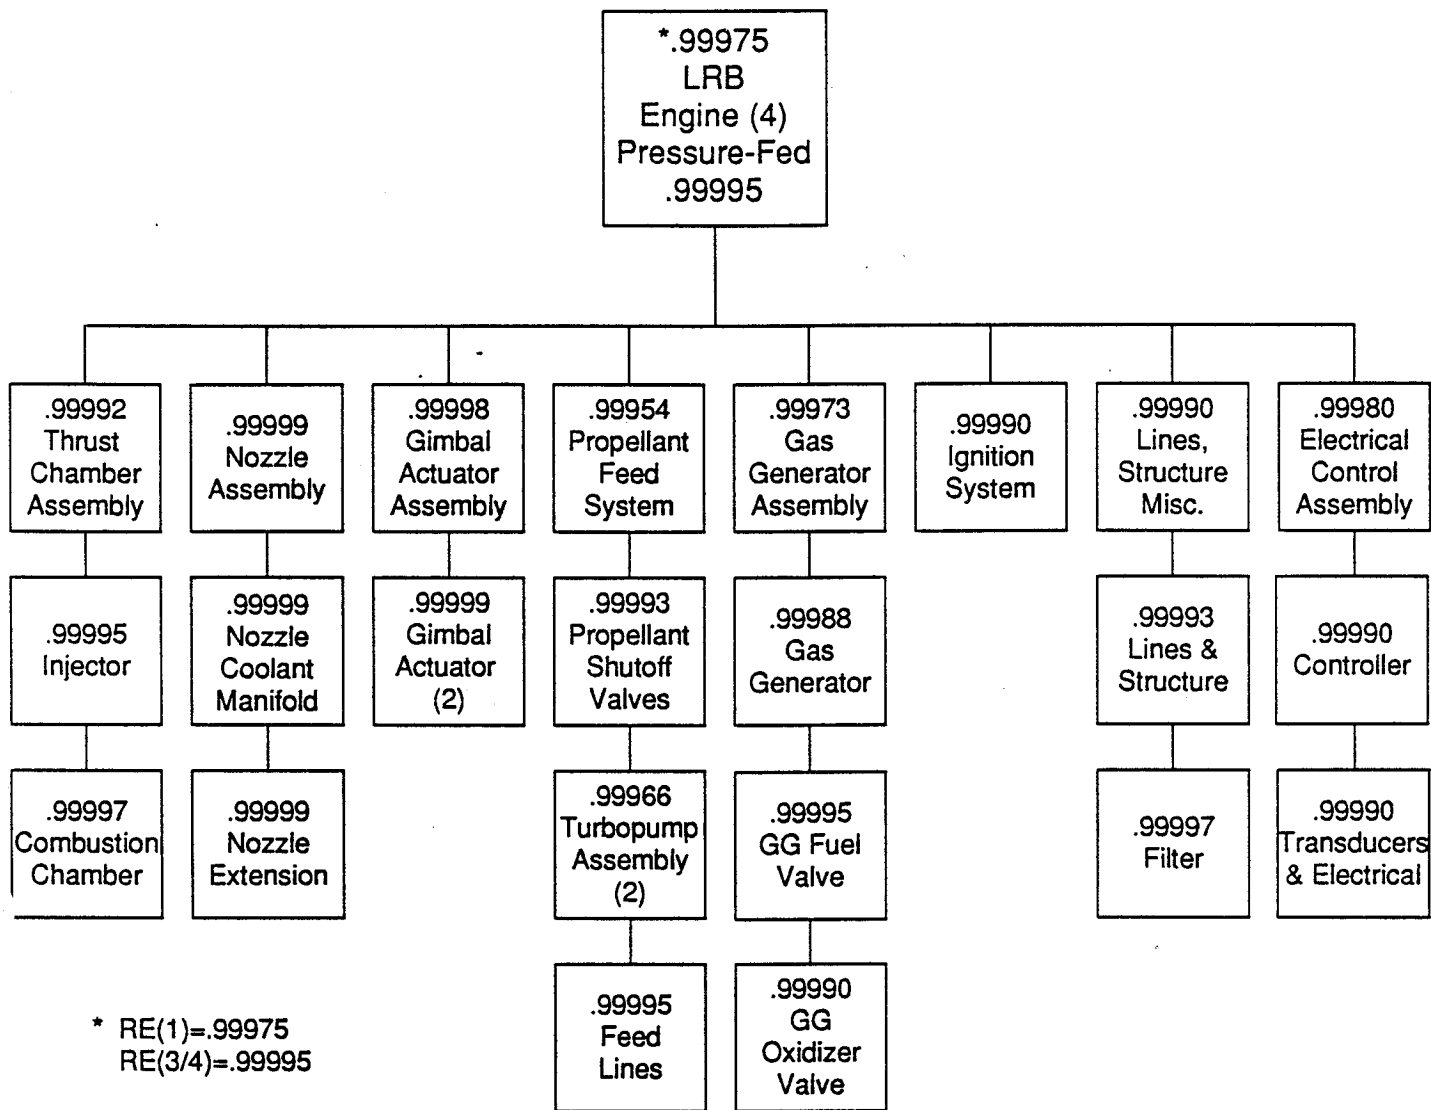 *.99975
LRB
Engine (4)
Pressure-Fed
.99995
.99992
Thrust
Chamber
Assembly
.99999
Nozzle
Assembly
.99998
Gimbal
Actuator
Assembly
.99954
Propellant
Feed
System
.99973
Gas
Generator
Assembly
.99990
Ignition
System
.99990
Lines,
Structure
Misc.
.99980
Electrical
Control
Assembly
.99995
Injector
.99999
Nozzle
Coolant
Manifold
.99999
Gimbal
Actuator
(2)
.99993
Propellant
Shutoff
Valves
.99988
Gas
Generator
.99993
Lines &
Structure
.99990
Controller
.99997
Combustion
Chamber
.99999
Nozzle
Extension
.99966
Turbopump
Assembly
(2)
.99995
GG Fuel
Valve
.99997
Filter
.99990
Transducers
& Electrical
.99995
Feed
Lines
.99990
GG
Oxidizer
Valve
* RE(1)=.99975
RE(3/4)=.99995